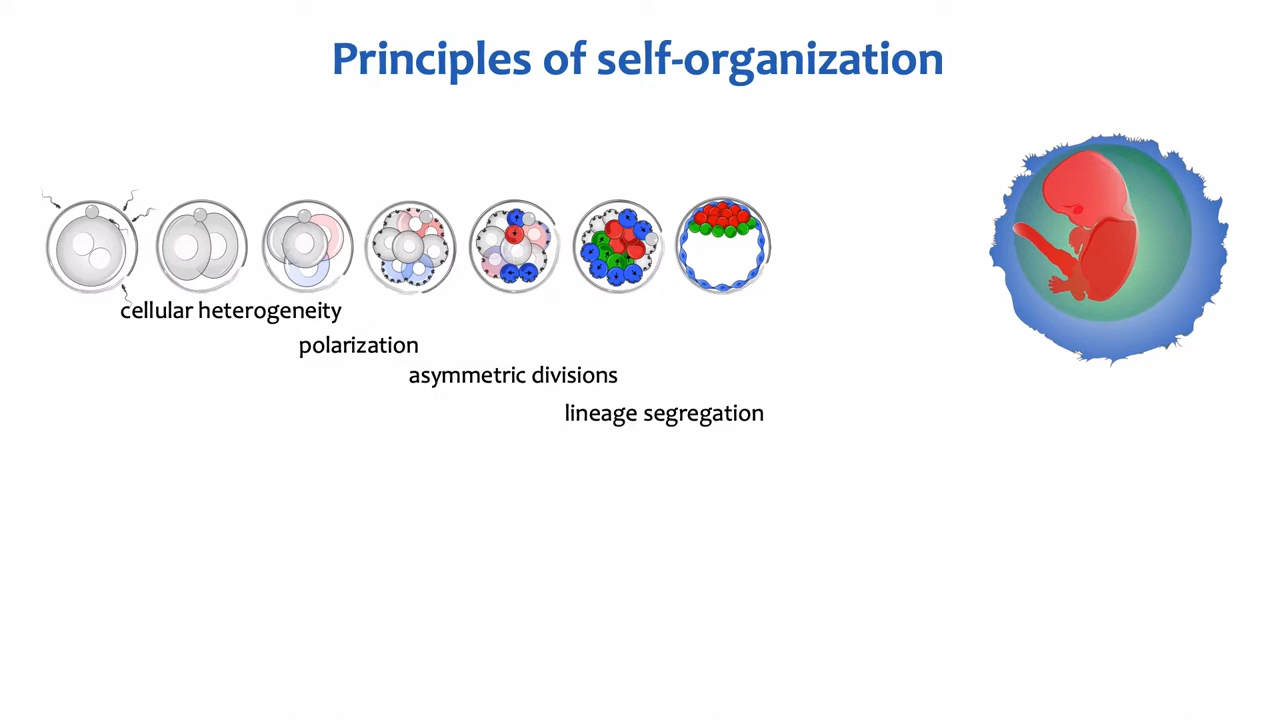 Principles of self-organization
cellular heterogeneity
polarization
asymmetric divisions
lineage segregation